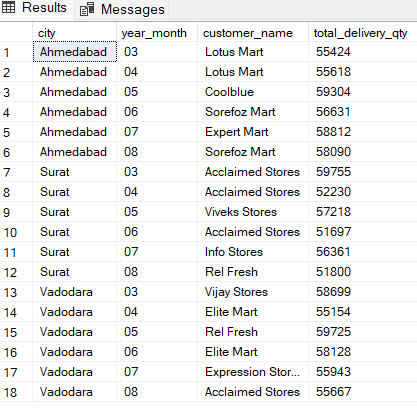 Results Messages
city year_month customer_name total_delivery_qty
1 Ahmedabad 03 Lotus Mart 55424
2 Ahmedabad 04 Lotus Mart 55618
3 Ahmedabad 05 Coolblue 59304
4 Ahmedabad 06 Sorefoz Mart 56631
5 Ahmedabad 07 Expert Mart 58812
6 Ahmedabad 08 Sorefoz Mart 58090
7 Surat 03 Acclaimed Stores 59755
8 Surat 04 Acclaimed Stores 52230
9 Surat 05 Viveks Stores 57218
10 Surat 06 Acclaimed Stores 51697
11 Surat 07 Info Stores 56361
12 Surat 08 Rel Fresh 51800
13 Vadodara 03 Vijay Stores 58699
14 Vadodara 04 Elite Mart 55154
15 Vadodara 05 Rel Fresh 59725
16 Vadodara 06 Elite Mart 58128
17 Vadodara 07 Expression Stor... 55943
18 Vadodara 08 Acclaimed Stores 55667